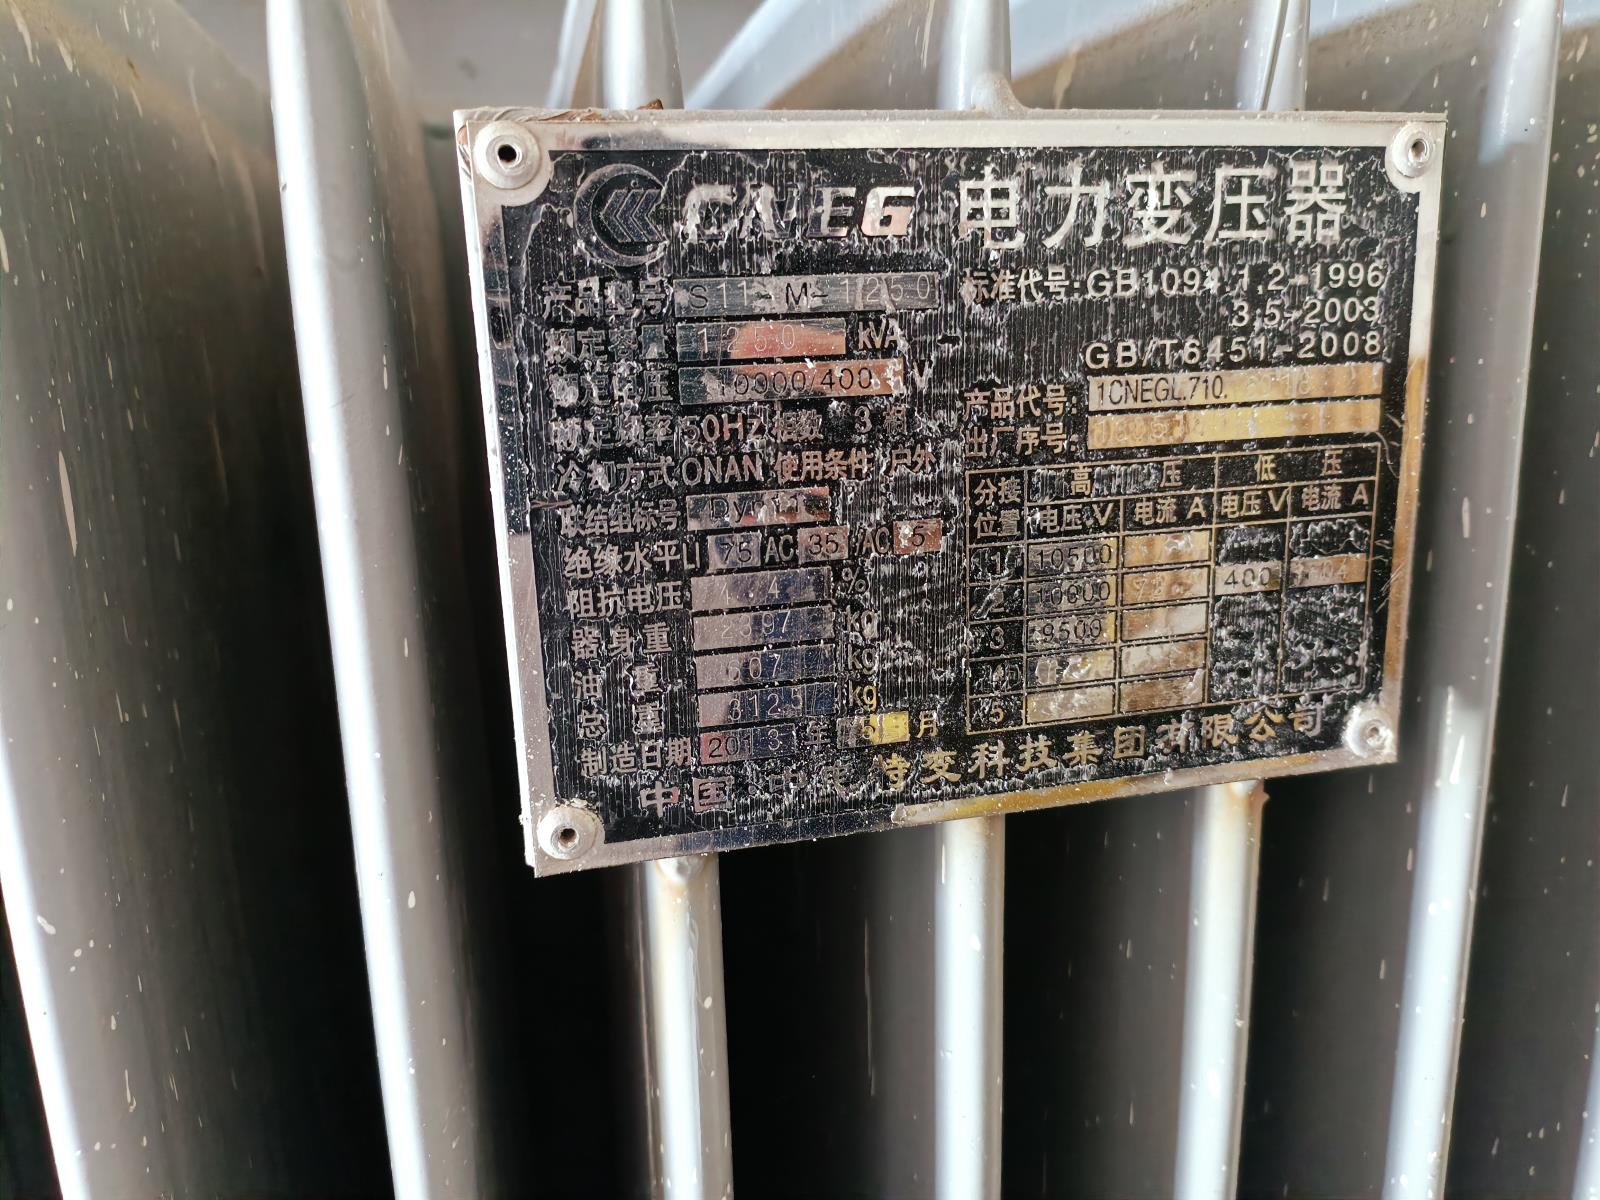 CNEG 电力变压器
产品型号 S11-M-1250
额定容量 1250 kVA
额定电压 10000/400 V
额定频率 50HZ 相数 3 相
冷却方式 ONAN 使用条件 户外
联结组标号 Dyn11
绝缘水平LI 75 AC 35 /AC 5
阻抗电压 4.4 %
器身重 kg
油重 607 kg
总重 3125 kg
制造日期 2013 年 5 月
标准代号:GB1094.1.2-1996
3.5-2003
GB/T6451-2008
产品代号: 1CNEGL.710.
出厂序号:
分接位置 高压 低压
电压 V 电流 A 电压 V 电流 A
1 10500
2 10000 400
3 9500
4
5
中国·中电特变科技集团有限公司